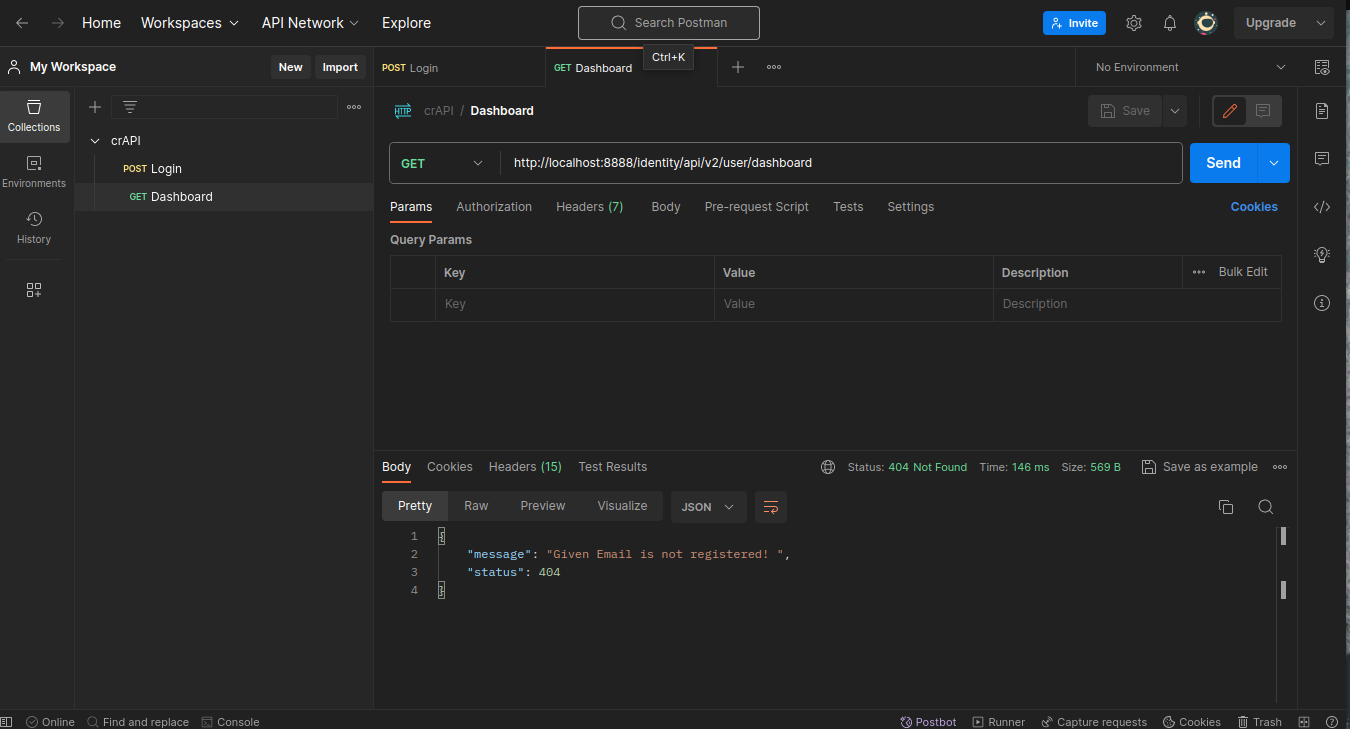 Home Workspaces API Network Explore Search Postman Invite Upgrade
Ctrl+K
My Workspace New Import POST Login GET Dashboard No Environment
Collections
Environments
History
crAPI
POST Login
GET Dashboard
HTTP crAPI / Dashboard Save
GET http://localhost:8888/identity/api/v2/user/dashboard Send
Params Authorization Headers (7) Body Pre-request Script Tests Settings Cookies
Query Params
Key Value Description Bulk Edit
Key Value Description
Body Cookies Headers (15) Test Results Status: 404 Not Found Time: 146 ms Size: 569 B Save as example
Pretty Raw Preview Visualize JSON
1 {
2 "message": "Given Email is not registered! ",
3 "status": 404
4 }
Online Find and replace Console Postbot Runner Capture requests Cookies Trash